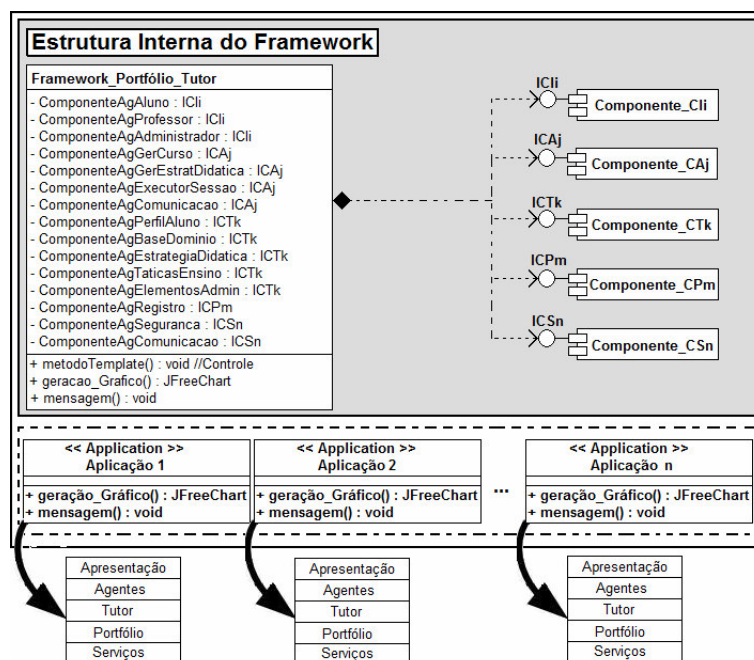 Estrutura Interna do Framework
Framework_Portfólio_Tutor
- ComponenteAgAluno : ICli
- ComponenteAgProfessor : ICli
- ComponenteAgAdministrador : ICli
- ComponenteAgGerCurso : ICAj
- ComponenteAgGerEstratDidatica : ICAj
- ComponenteAgExecutorSessao : ICAj
- ComponenteAgComunicacao : ICAj
- ComponenteAgPerfilAluno : ICTk
- ComponenteAgBaseDominio : ICTk
- ComponenteAgEstrategiaDidatica : ICTk
- ComponenteAgTaticasEnsino : ICTk
- ComponenteAgElementosAdmin : ICTk
- ComponenteAgRegistro : ICPm
- ComponenteAgSeguranca : ICSn
- ComponenteAgComunicacao : ICSn
+ metodoTemplate() : void //Controle
+ geracao_Grafico() : JFreeChart
+ mensagem() : void
ICli
Componente_Cli
ICAj
Componente_CAj
ICTk
Componente_CTk
ICPm
Componente_CPm
ICSn
Componente_CSn
<< Application >>
Aplicação 1
+ geração_Gráfico() : JFreeChart
+ mensagem() : void
<< Application >>
Aplicação 2
+ geração_Gráfico() : JFreeChart
+ mensagem() : void
...
<< Application >>
Aplicação n
+ geração_Gráfico() : JFreeChart
+ mensagem() : void
Apresentação
Agentes
Tutor
Portfólio
Serviços
Apresentação
Agentes
Tutor
Portfólio
Serviços
Apresentação
Agentes
Tutor
Portfólio
Serviços